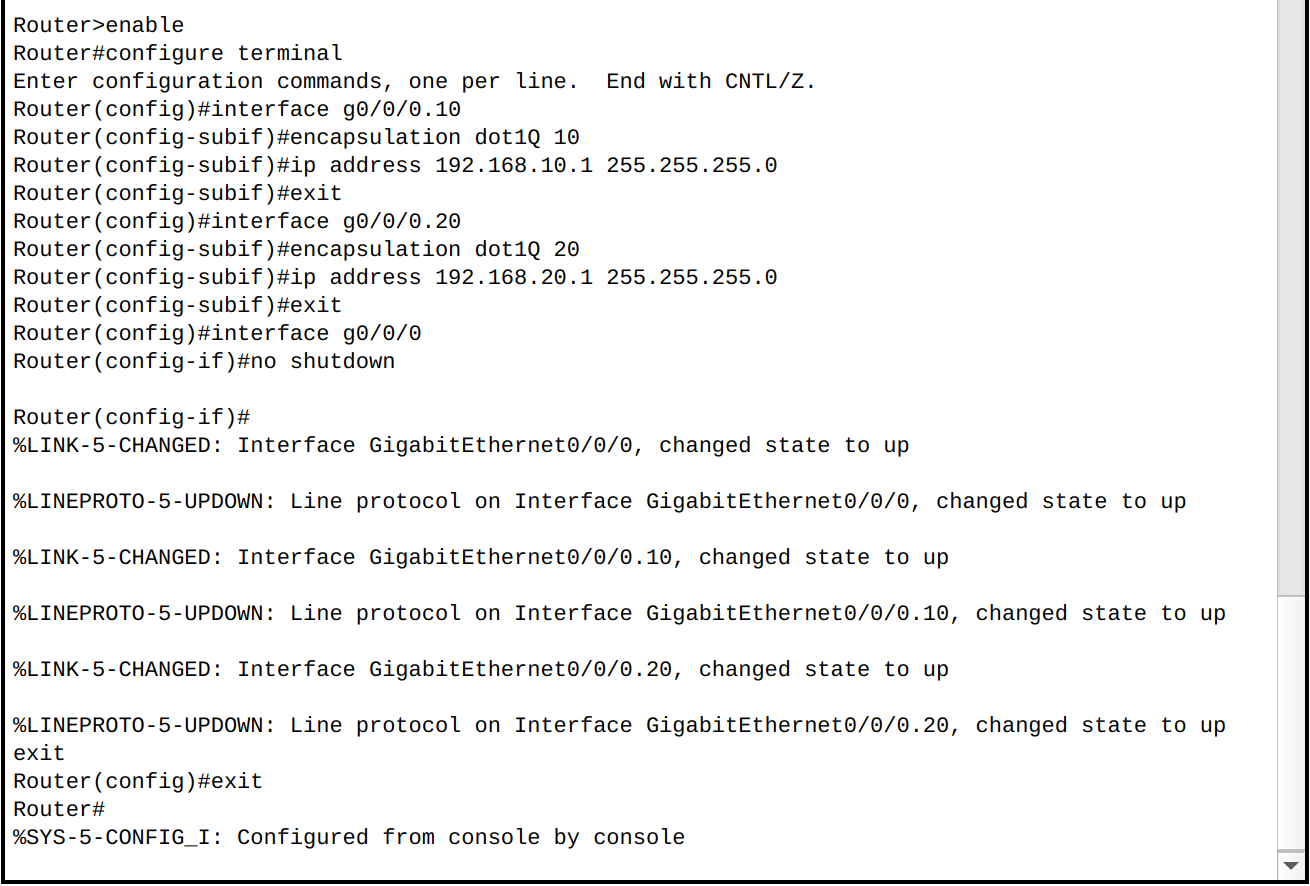 Router>enable
Router#configure terminal
Enter configuration commands, one per line.  End with CNTL/Z.
Router(config)#interface g0/0/0.10
Router(config-subif)#encapsulation dot1Q 10
Router(config-subif)#ip address 192.168.10.1 255.255.255.0
Router(config-subif)#exit
Router(config)#interface g0/0/0.20
Router(config-subif)#encapsulation dot1Q 20
Router(config-subif)#ip address 192.168.20.1 255.255.255.0
Router(config-subif)#exit
Router(config)#interface g0/0/0
Router(config-if)#no shutdown
Router(config-if)#
%LINK-5-CHANGED: Interface GigabitEthernet0/0/0, changed state to up
%LINEPROTO-5-UPDOWN: Line protocol on Interface GigabitEthernet0/0/0, changed state to up
%LINK-5-CHANGED: Interface GigabitEthernet0/0/0.10, changed state to up
%LINEPROTO-5-UPDOWN: Line protocol on Interface GigabitEthernet0/0/0.10, changed state to up
%LINK-5-CHANGED: Interface GigabitEthernet0/0/0.20, changed state to up
%LINEPROTO-5-UPDOWN: Line protocol on Interface GigabitEthernet0/0/0.20, changed state to up
exit
Router(config)#exit
Router#
%SYS-5-CONFIG_I: Configured from console by console